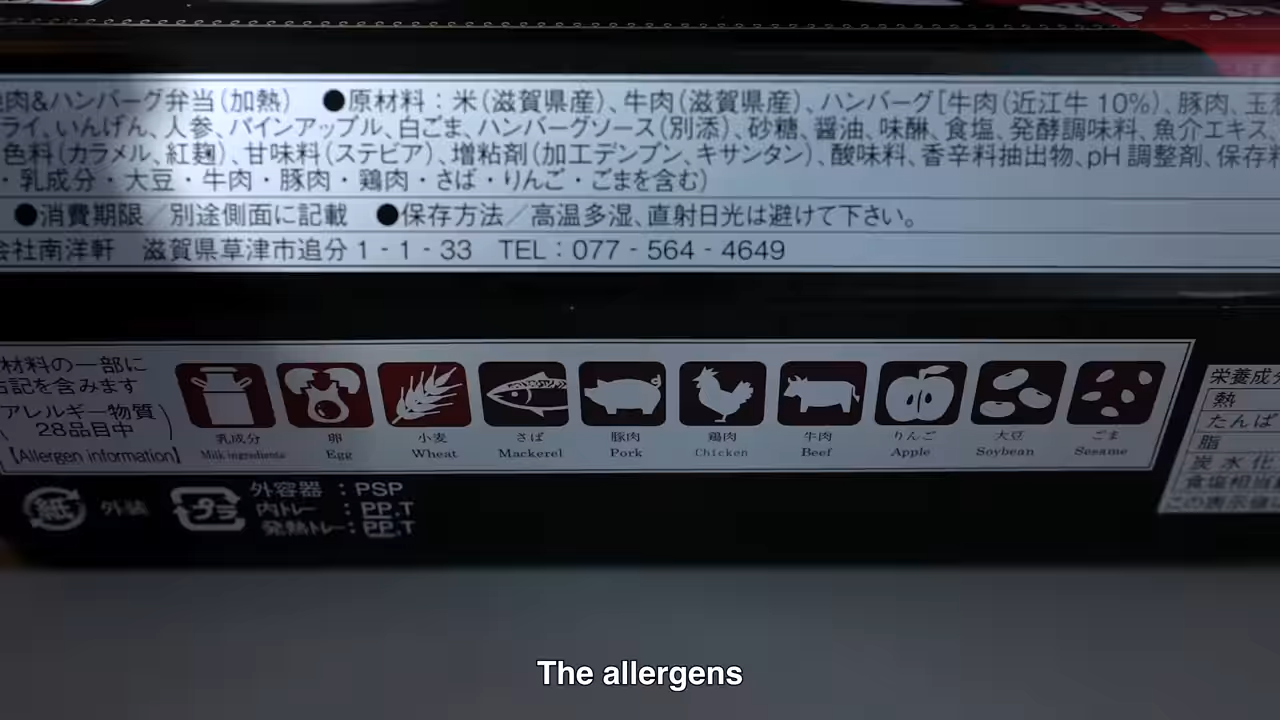 肉&ハンバーグ弁当(加熱) ●原材料:米(滋賀県産)、牛肉(滋賀県産)、ハンバーグ[牛肉(近江牛 10%)、豚肉、玉
ライ、いんげん、人参、パインアップル、白ごま、ハンバーグソース(別添)、砂糖、醤油、味醂、食塩、発酵調味料、魚介エキス、
色料(カラメル、紅麹)、甘味料(ステビア)、増粘剤(加工デンプン、キサンタン)、酸味料、香辛料抽出物、pH調整剤、保存料
・乳成分・大豆・牛肉・豚肉・鶏肉・さば・りんご・ごまを含む)
●消費期限/別途側面に記載 ●保存方法/高温多湿、直射日光は避けて下さい。
会社南洋軒 滋賀県草津市追分1-1-33 TEL:077-564-4649
材料の一部に
記を含みます
アレルギー物質
28品目中
【Allergen information】
乳成分 卵 小麦 さば 豚肉 鶏肉 牛肉 りんご 大豆 ごま
Milk ingredients Egg Wheat Mackerel Pork Chicken Beef Apple Soybean Sesame
栄養成分
熱
たんぱ
脂
炭水化
食塩相当
この表示値は
紙 外装 プラ
外容器 :PSP
内トレー :PP.T
発熱トレー:PP.T
The allergens